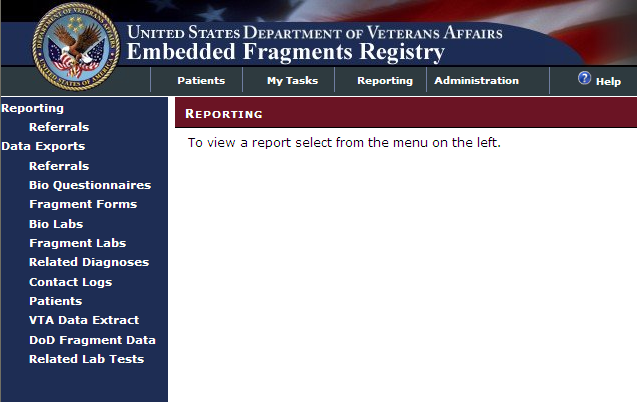 United States Department of Veterans Affairs
Embedded Fragments Registry
Patients
My Tasks
Reporting
Administration
? Help
Reporting
Referrals
Data Exports
Referrals
Bio Questionnaires
Fragment Forms
Bio Labs
Fragment Labs
Related Diagnoses
Contact Logs
Patients
VTA Data Extract
DoD Fragment Data
Related Lab Tests
Reporting
To view a report select from the menu on the left.